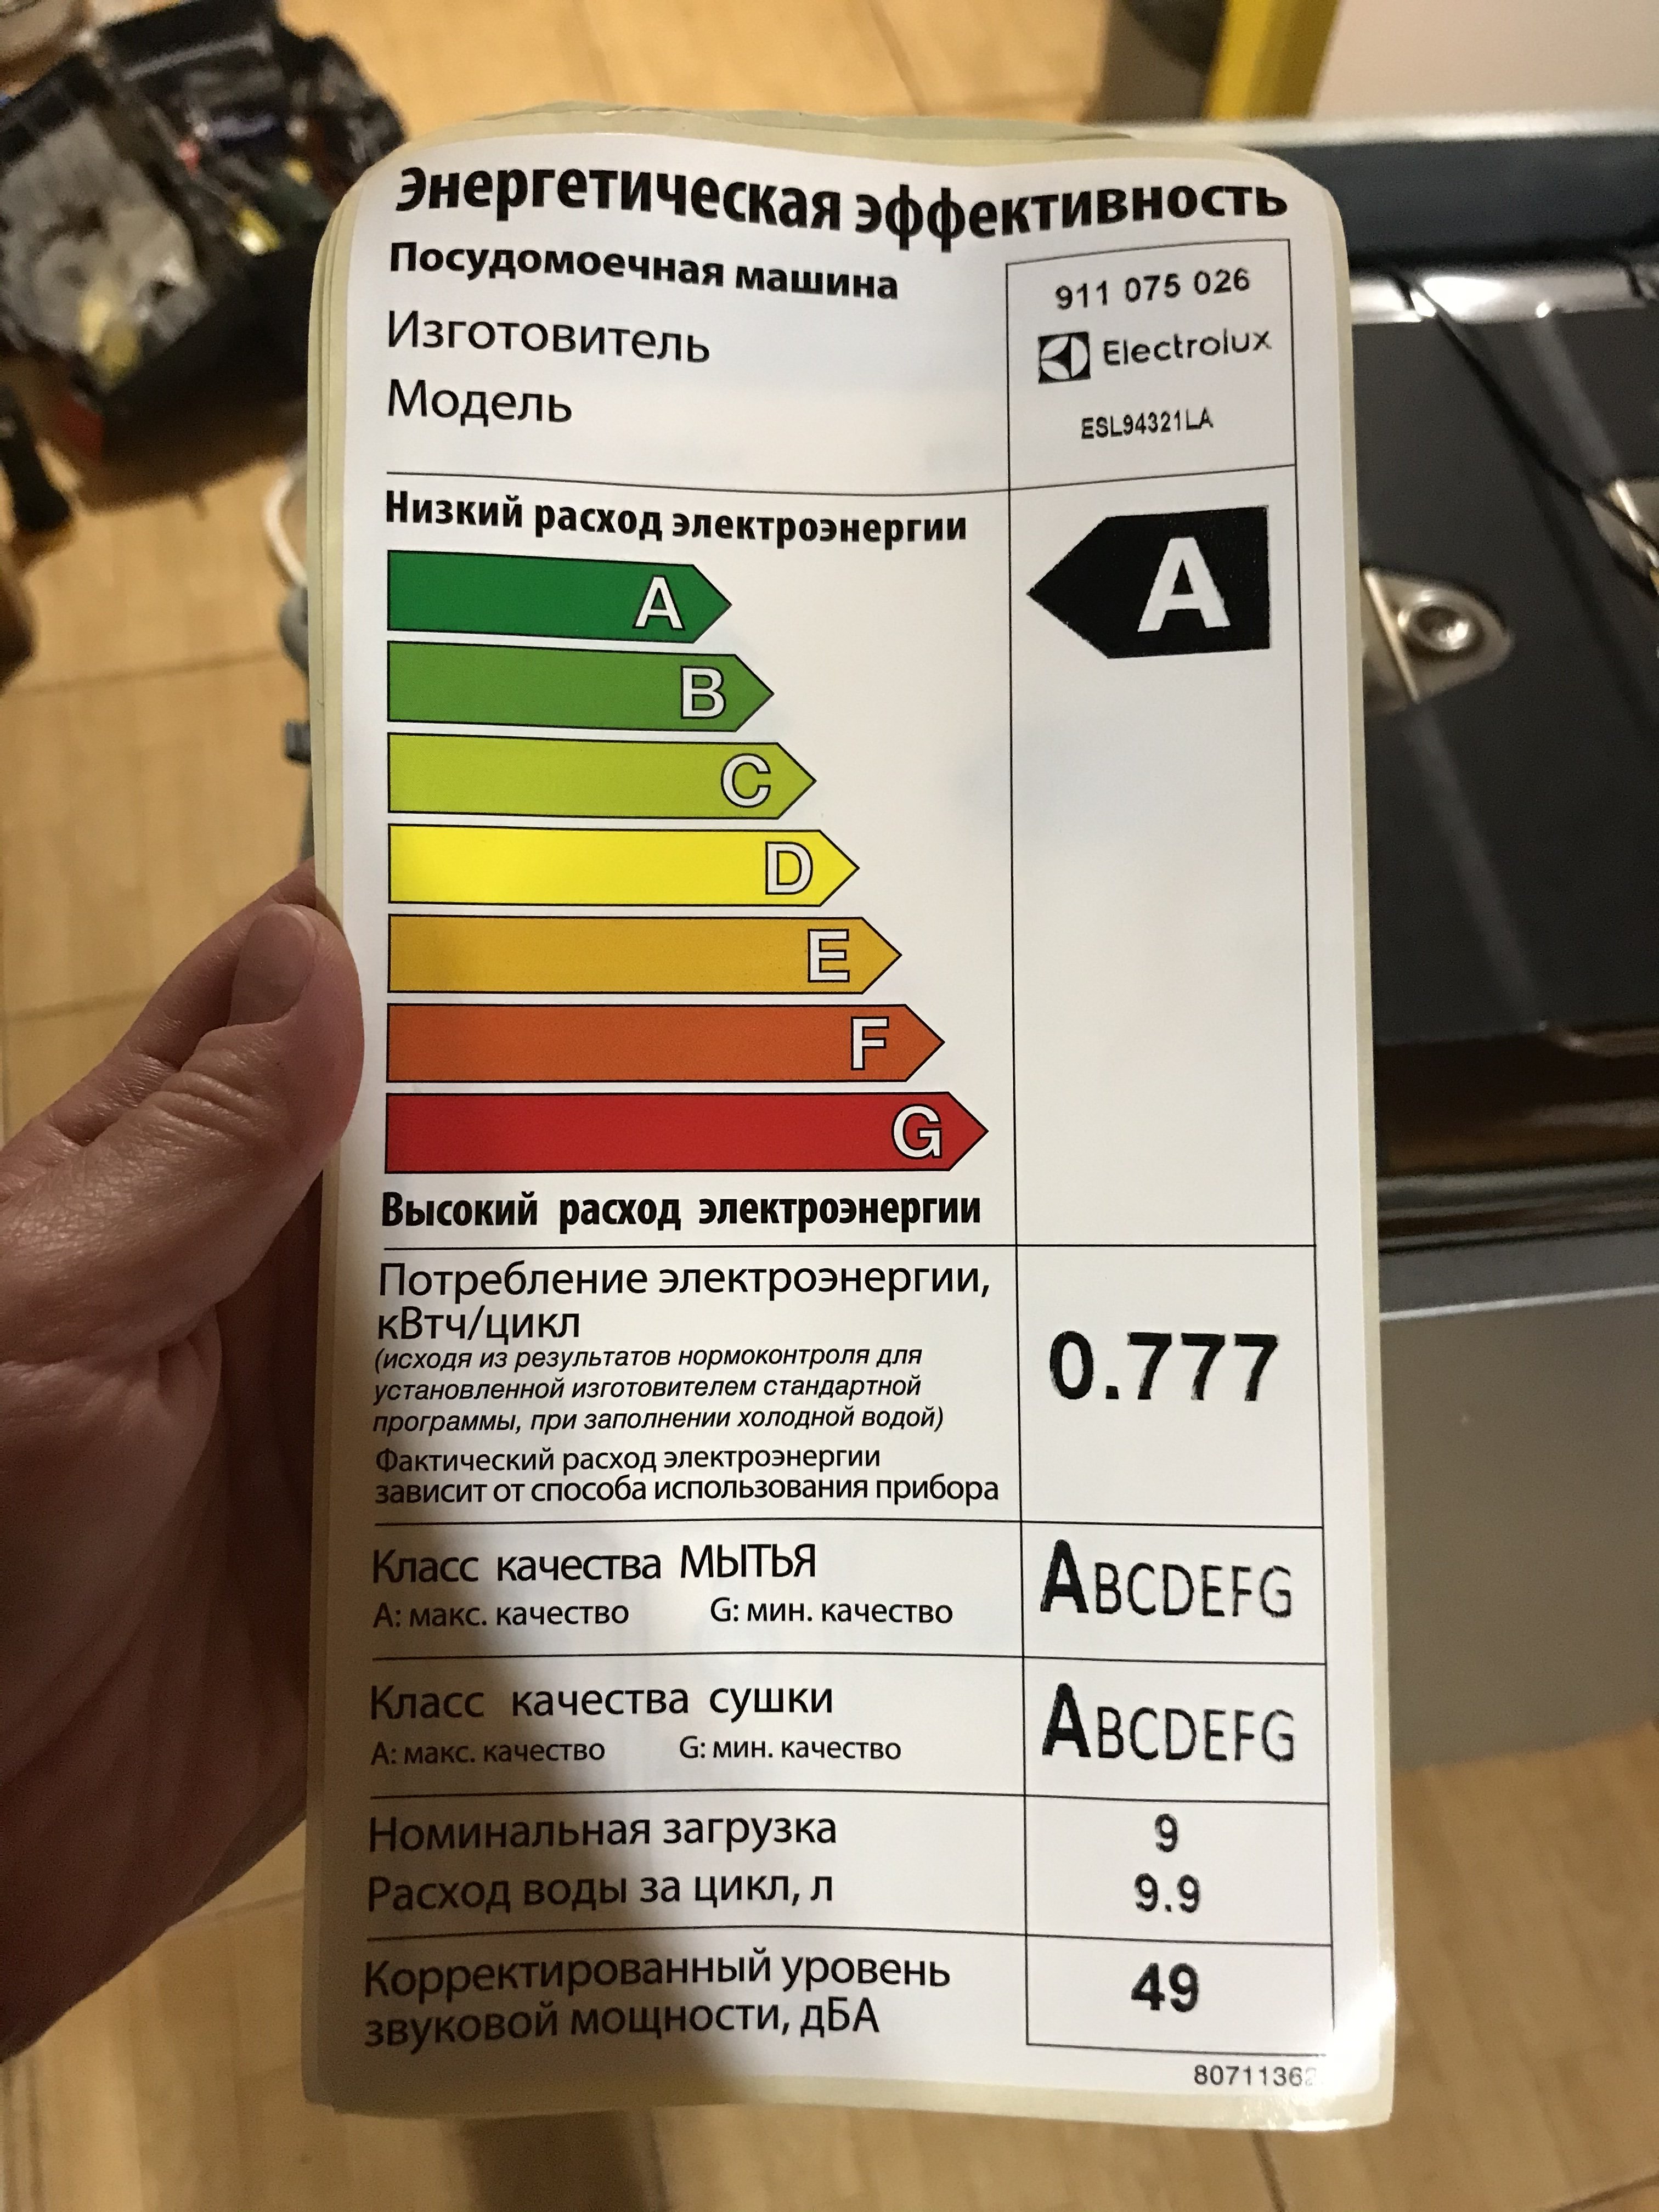 Энергетическая эффективность
Посудомоечная машина
911 075 026
Изготовитель
Electrolux
Модель
ESL94321LA
Низкий расход электроэнергии
A
A
B
C
D
E
F
G
Высокий расход электроэнергии
Потребление электроэнергии,
кВтч/цикл
(исходя из результатов нормоконтроля для
установленной изготовителем стандартной
программы, при заполнении холодной водой)
0.777
Фактический расход электроэнергии
зависит от способа использования прибора
Класс качества МЫТЬЯ
A: макс. качество G: мин. качество
ABCDEFG
Класс качества сушки
A: макс. качество G: мин. качество
ABCDEFG
Номинальная загрузка 9
Расход воды за цикл, л 9.9
Корректированный уровень
звуковой мощности, дБА
49